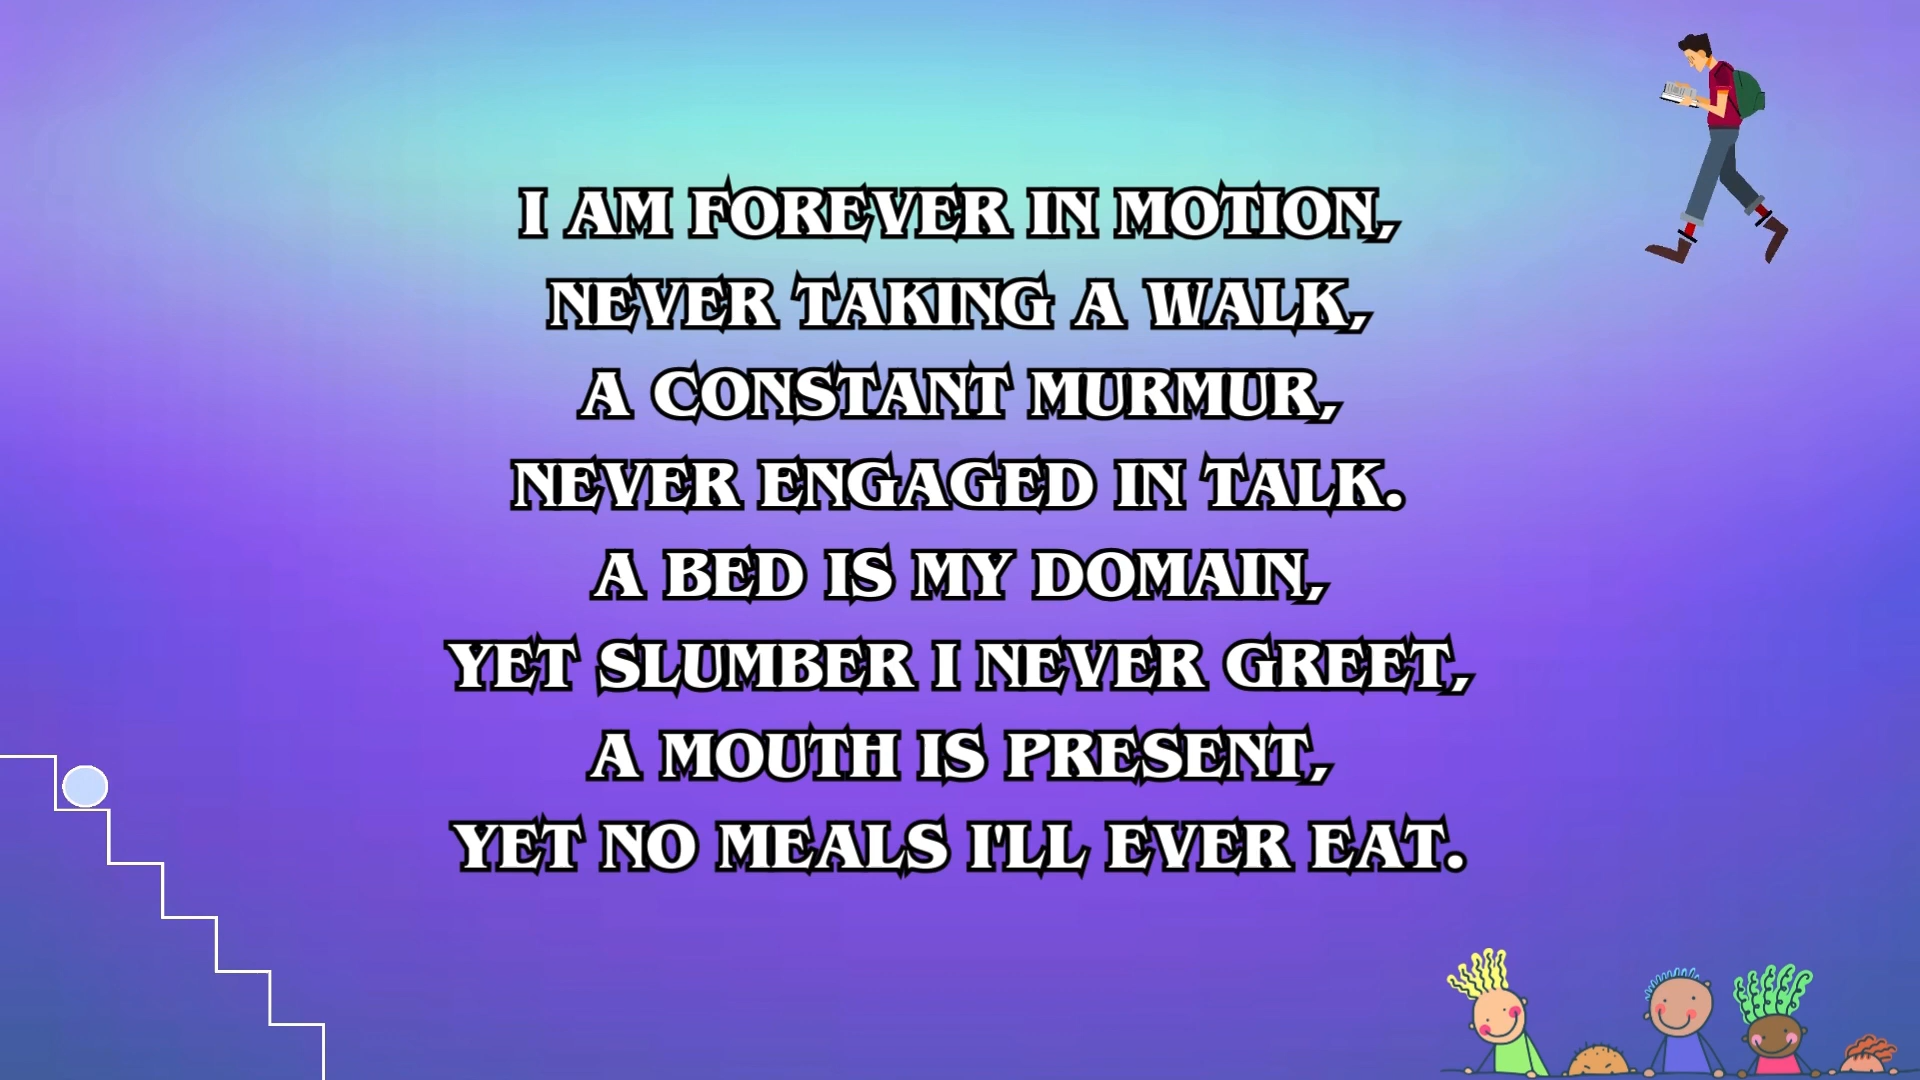 I AM FOREVER IN MOTION,
NEVER TAKING A WALK,
A CONSTANT MURMUR,
NEVER ENGAGED IN TALK.
A BED IS MY DOMAIN,
YET SLUMBER I NEVER GREET,
A MOUTH IS PRESENT,
YET NO MEALS I'LL EVER EAT.